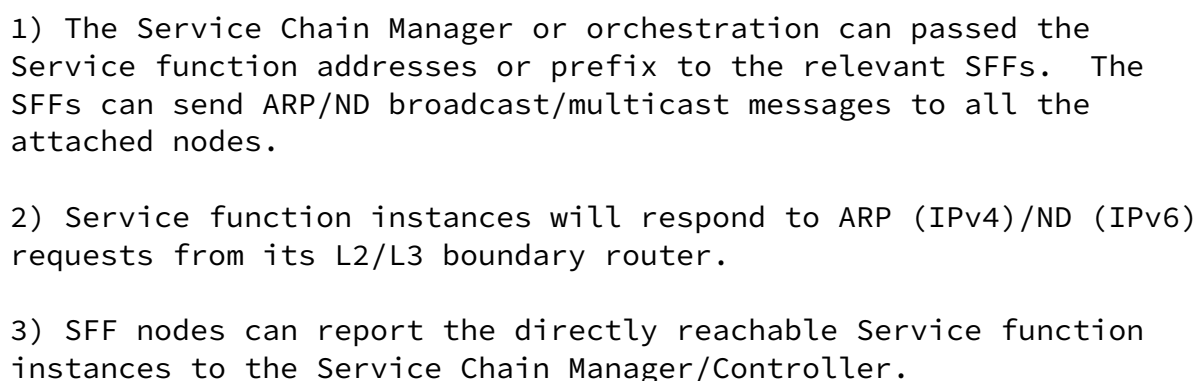 1) The Service Chain Manager or orchestration can passed the
Service function addresses or prefix to the relevant SFFs.  The
SFFs can send ARP/ND broadcast/multicast messages to all the
attached nodes.
2) Service function instances will respond to ARP (IPv4)/ND (IPv6)
requests from its L2/L3 boundary router.
3) SFF nodes can report the directly reachable Service function
instances to the Service Chain Manager/Controller.